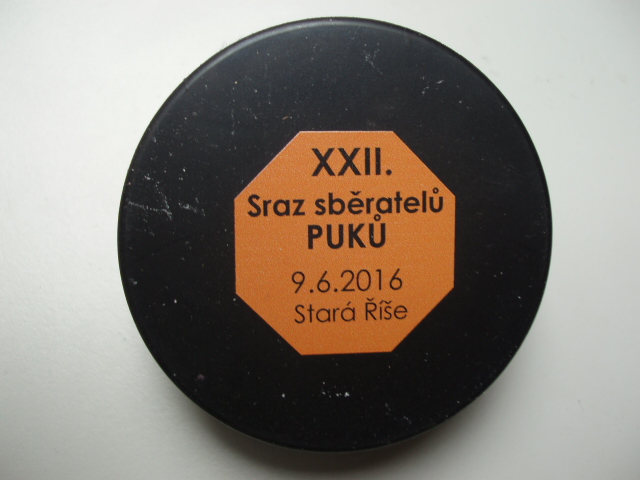 XXII.
Sraz sběratelů
PUKŮ
9.6.2016
Stará Říše